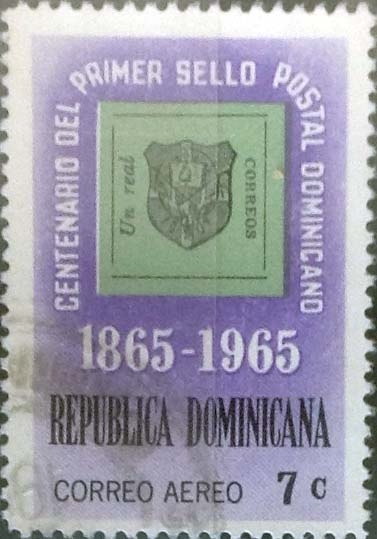 CENTENARIO DEL PRIMER SELLO POSTAL DOMINICANO
Un real
CORREOS
1865-1965
REPUBLICA DOMINICANA
CORREO AEREO 7 c